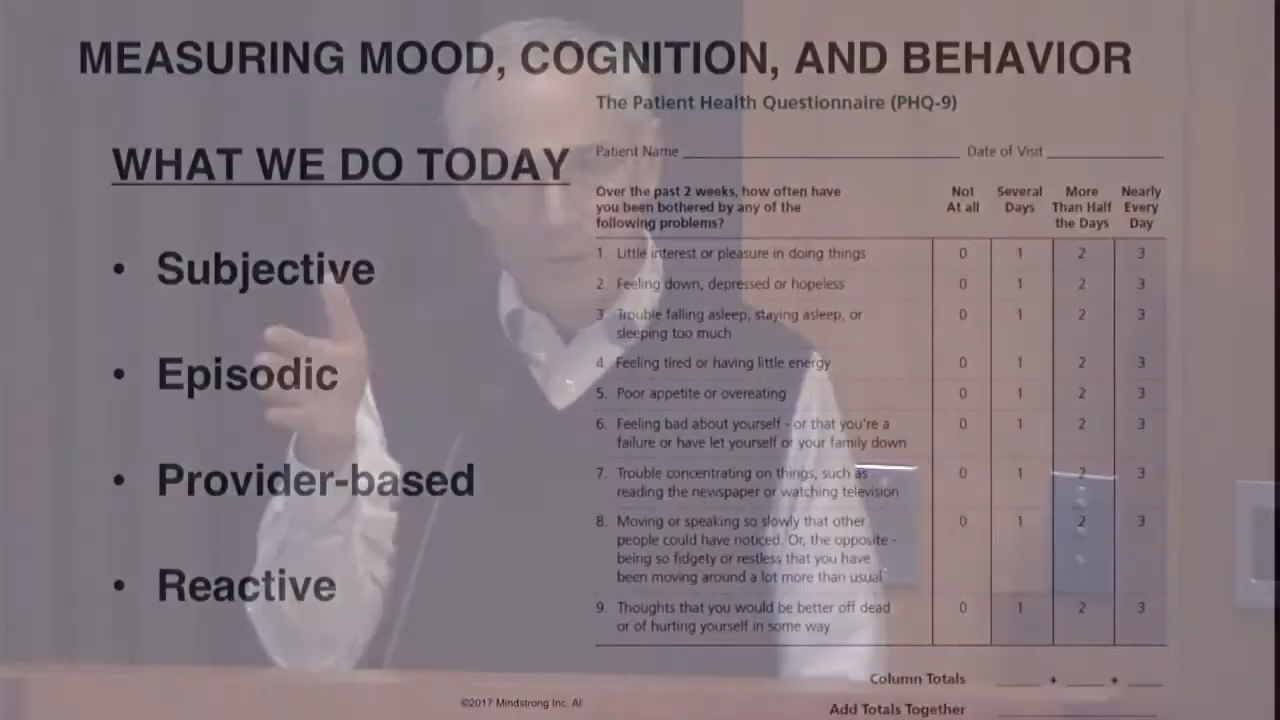 MEASURING MOOD, COGNITION, AND BEHAVIOR
WHAT WE DO TODAY
• Subjective
• Episodic
• Provider-based
• Reactive
The Patient Health Questionnaire (PHQ-9)
Patient Name Date of Visit
Over the past 2 weeks, how often have
you been bothered by any of the
following problems?
Not
At all
Several
Days
More
Than Half
the Days
Nearly
Every
Day
1. Little interest or pleasure in doing things 0 1 2 3
2. Feeling down, depressed or hopeless 0 1 2 3
3. Trouble falling asleep, staying asleep, or 0 1 2 3
sleeping too much
4. Feeling tired or having little energy 0 1 2 3
5. Poor appetite or overeating 0 1 2 3
6. Feeling bad about yourself - or that you're a 0 1 2 3
failure or have let yourself or your family down
7. Trouble concentrating on things, such as 0 1 2 3
reading the newspaper or watching television
8. Moving or speaking so slowly that other 0 1 2 3
people could have noticed. Or, the opposite -
being so fidgety or restless that you have
been moving around a lot more than usual
9. Thoughts that you would be better off dead 0 1 2 3
or of hurting yourself in some way
Column Totals + +
Add Totals Together
©2017 Mindstrong Inc. Al